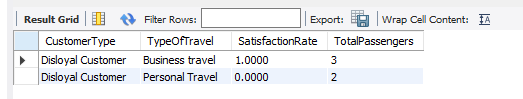 Result Grid Filter Rows: Export: Wrap Cell Content: IA
CustomerType TypeOfTravel SatisfactionRate TotalPassengers
Disloyal Customer Business travel 1.0000 3
Disloyal Customer Personal Travel 0.0000 2